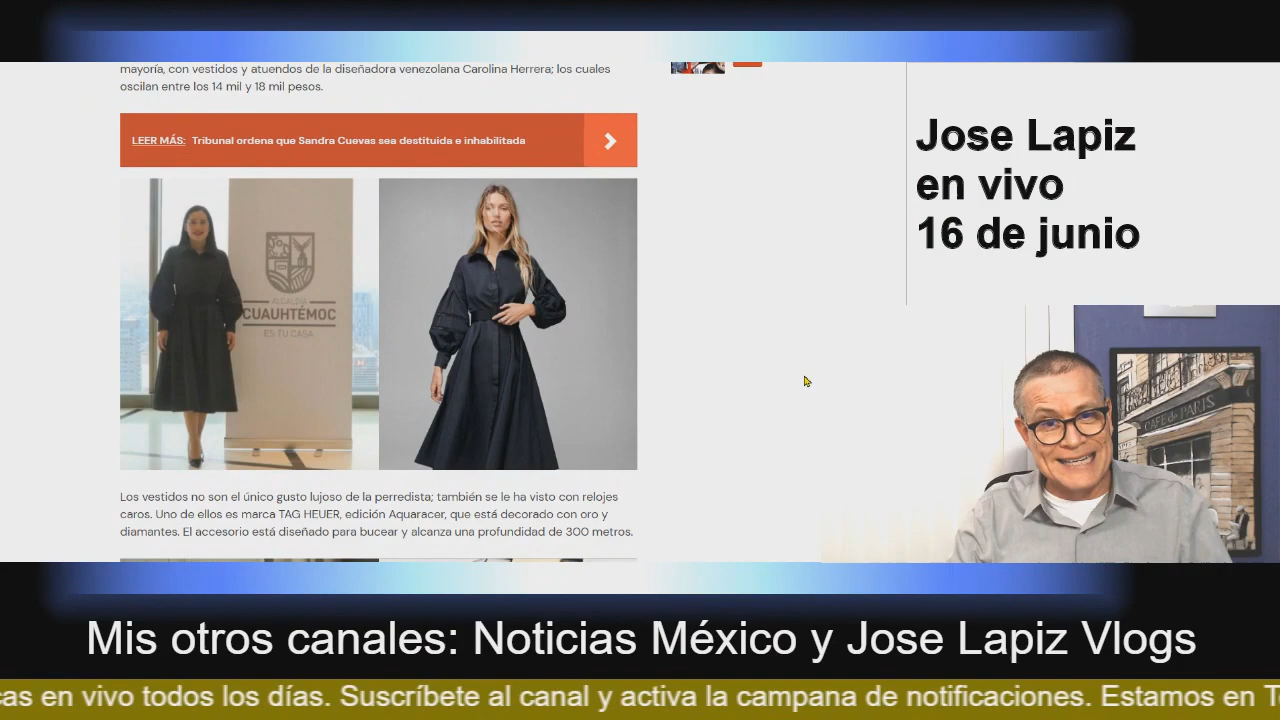 mayoría, con vestidos y atuendos de la diseñadora venezolana Carolina Herrera; los cuales
oscilan entre los 14 mil y 18 mil pesos.
LEER MÁS: Tribunal ordena que Sandra Cuevas sea destituida e inhabilitada
ALCALDÍA
CUAUHTÉMOC
ES TU CASA
Los vestidos no son el único gusto lujoso de la perredista; también se le ha visto con relojes
caros. Uno de ellos es marca TAG HEUER, edición Aquaracer, que está decorado con oro y
diamantes. El accesorio está diseñado para bucear y alcanza una profundidad de 300 metros.
Jose Lapiz
en vivo
16 de junio
CAFE de PARIS
Mis otros canales: Noticias México y Jose Lapiz Vlogs
cas en vivo todos los días. Suscríbete al canal y activa la campana de notificaciones. Estamos en T